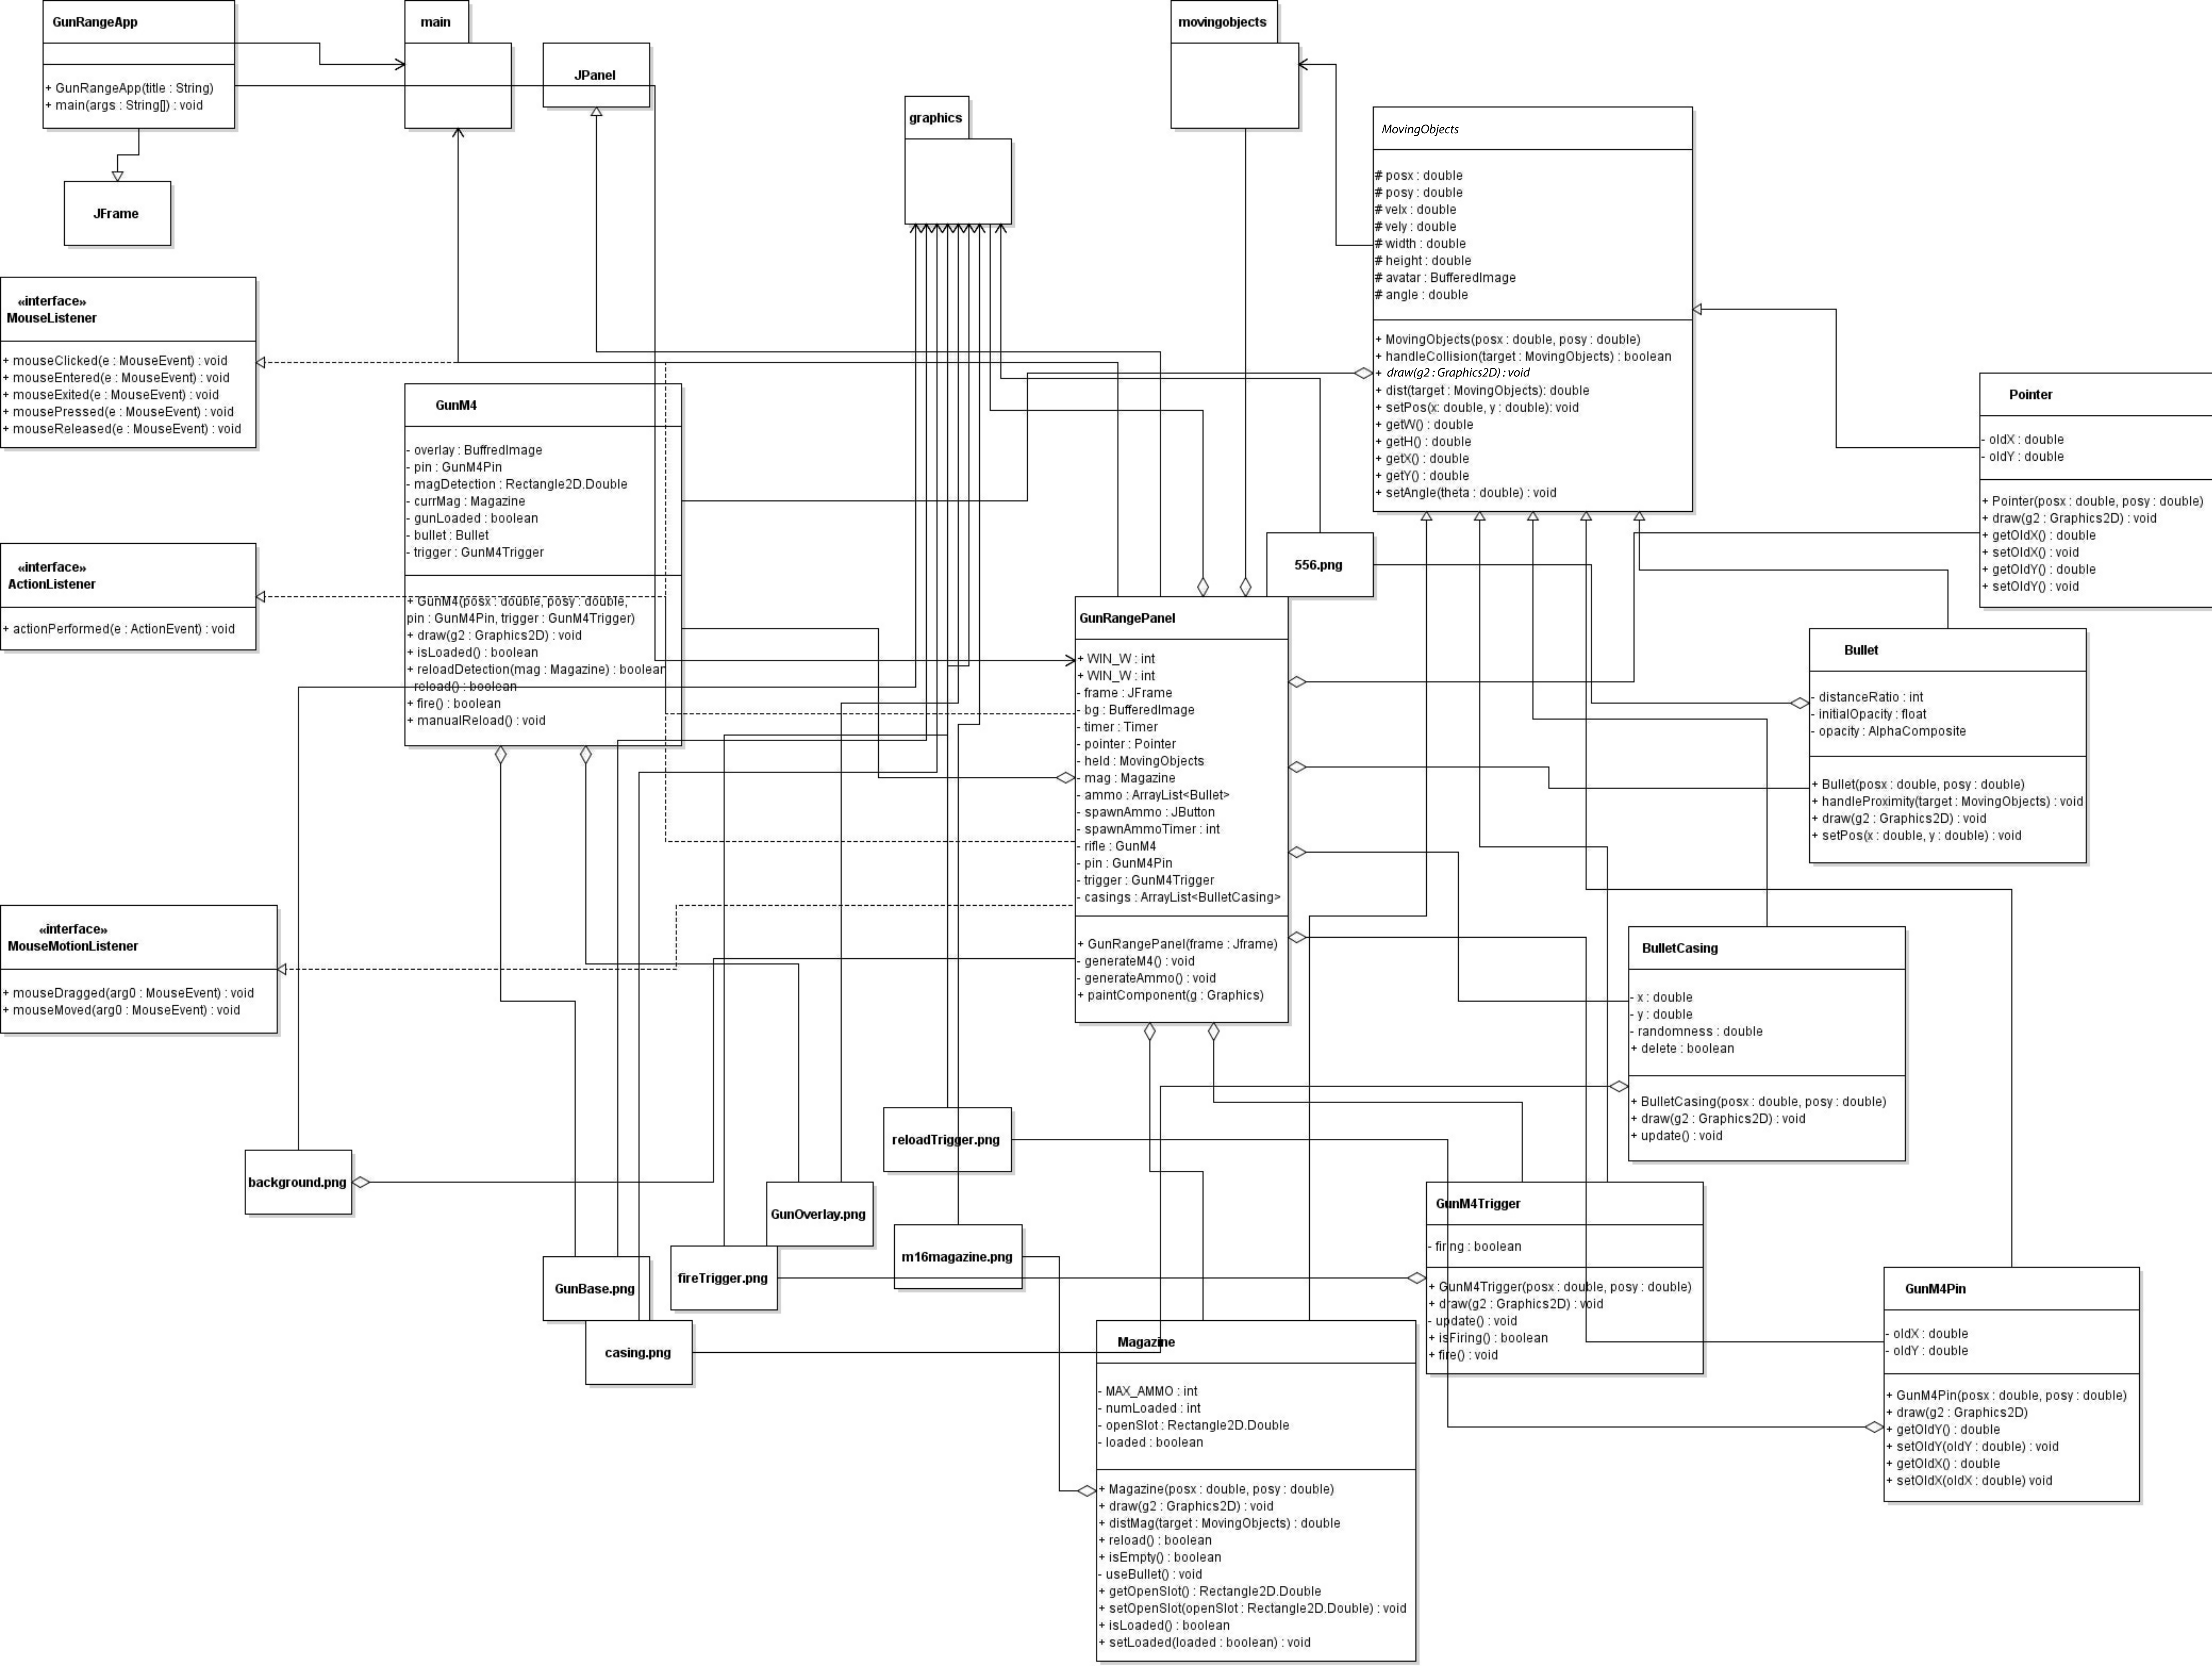 GunRangeApp
+ GunRangeApp(title : String)
+ main(args : String[]) : void
main
JPanel
JFrame
graphics
movingobjects
MovingObjects
# posx : double
# posy : double
# velx : double
# vely : double
# width : double
# height : double
# avatar : BufferedImage
# angle : double
+ MovingObjects(posx : double, posy : double)
+ handleCollision(target : MovingObjects) : boolean
+ draw(g2 : Graphics2D) : void
+ dist(target : MovingObjects): double
+ setPos(x: double, y : double): void
+ getW() : double
+ getH() : double
+ getX() : double
+ getY() : double
+ setAngle(theta : double) : void
«interface»
MouseListener
+ mouseClicked(e : MouseEvent) : void
+ mouseEntered(e : MouseEvent) : void
+ mouseExited(e : MouseEvent) : void
+ mousePressed(e : MouseEvent) : void
+ mouseReleased(e : MouseEvent) : void
GunM4
- overlay : BuffredImage
- pin : GunM4Pin
- magDetection : Rectangle2D.Double
- currMag : Magazine
- gunLoaded : boolean
- bullet : Bullet
- trigger : GunM4Trigger
+ GunM4(posx : double, posy : double,
pin : GunM4Pin, trigger : GunM4Trigger)
+ draw(g2 : Graphics2D) : void
+ isLoaded() : boolean
+ reloadDetection(mag : Magazine) : boolean
- reload() : boolean
+ fire() : boolean
+ manualReload() : void
Pointer
- oldX : double
- oldY : double
+ Pointer(posx : double, posy : double)
+ draw(g2 : Graphics2D) : void
+ getOldX() : double
+ setOldX() : void
+ getOldY() : double
+ setOldY() : void
«interface»
ActionListener
+ actionPerformed(e : ActionEvent) : void
556.png
GunRangePanel
+ WIN_W : int
+ WIN_W : int
- frame : JFrame
- bg : BufferedImage
- timer : Timer
- pointer : Pointer
- held : MovingObjects
- mag : Magazine
- ammo : ArrayList<Bullet>
- spawnAmmo : JButton
- spawnAmmoTimer : int
- rifle : GunM4
- pin : GunM4Pin
- trigger : GunM4Trigger
- casings : ArrayList<BulletCasing>
+ GunRangePanel(frame : Jframe)
- generateM4() : void
- generateAmmo() : void
+ paintComponent(g : Graphics)
Bullet
- distanceRatio : int
- initialOpacity : float
- opacity : AlphaComposite
+ Bullet(posx : double, posy : double)
+ handleProximity(target : MovingObjects) : void
+ draw(g2 : Graphics2D) : void
+ setPos(x : double, y : double) : void
«interface»
MouseMotionListener
+ mouseDragged(arg0 : MouseEvent) : void
+ mouseMoved(arg0 : MouseEvent) : void
BulletCasing
- x : double
- y : double
- randomness : double
+ delete : boolean
+ BulletCasing(posx : double, posy : double)
+ draw(g2 : Graphics2D) : void
+ update() : void
reloadTrigger.png
background.png
GunOverlay.png
m16magazine.png
fireTrigger.png
GunBase.png
casing.png
GunM4Trigger
- firing : boolean
+ GunM4Trigger(posx : double, posy : double)
+ draw(g2 : Graphics2D) : void
- update() : void
+ isFiring() : boolean
+ fire() : void
GunM4Pin
- oldX : double
- oldY : double
+ GunM4Pin(posx : double, posy : double)
+ draw(g2 : Graphics2D)
+ getOldY() : double
+ setOldY(oldY : double) : void
+ getOldX() : double
+ setOldX(oldX : double) void
Magazine
- MAX_AMMO : int
- numLoaded : int
- openSlot : Rectangle2D.Double
- loaded : boolean
+ Magazine(posx : double, posy : double)
+ draw(g2 : Graphics2D) : void
+ distMag(target : MovingObjects) : double
+ reload() : boolean
+ isEmpty() : boolean
- useBullet() : void
+ getOpenSlot() : Rectangle2D.Double
+ setOpenSlot(openSlot : Rectangle2D.Double) : void
+ isLoaded() : boolean
+ setLoaded(loaded : boolean) : void